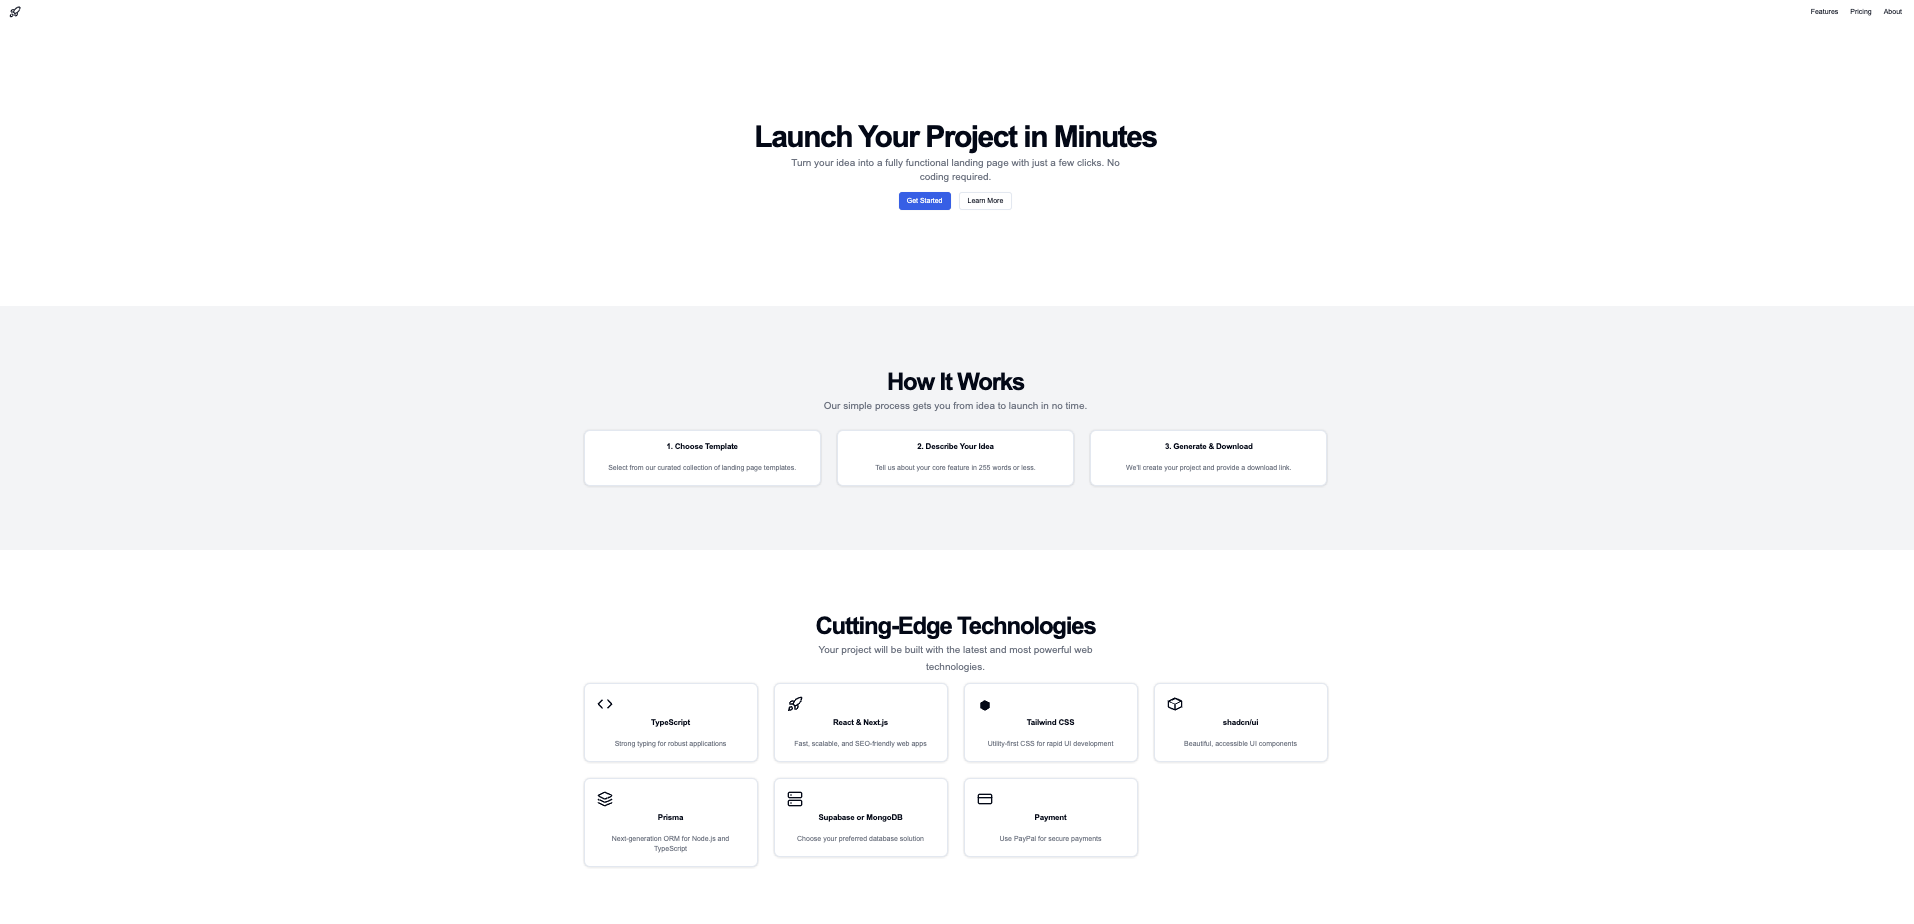 Features Pricing About
Launch Your Project in Minutes
Turn your idea into a fully functional landing page with just a few clicks. No
coding required.
Get Started Learn More
How It Works
Our simple process gets you from idea to launch in no time.
1. Choose Template
Select from our curated collection of landing page templates.
2. Describe Your Idea
Tell us about your core feature in 255 words or less.
3. Generate & Download
We'll create your project and provide a download link.
Cutting-Edge Technologies
Your project will be built with the latest and most powerful web
technologies.
TypeScript
Strong typing for robust applications
React & Next.js
Fast, scalable, and SEO-friendly web apps
Tailwind CSS
Utility-first CSS for rapid UI development
shadcn/ui
Beautiful, accessible UI components
Prisma
Next-generation ORM for Node.js and
TypeScript
Supabase or MongoDB
Choose your preferred database solution
Payment
Use PayPal for secure payments